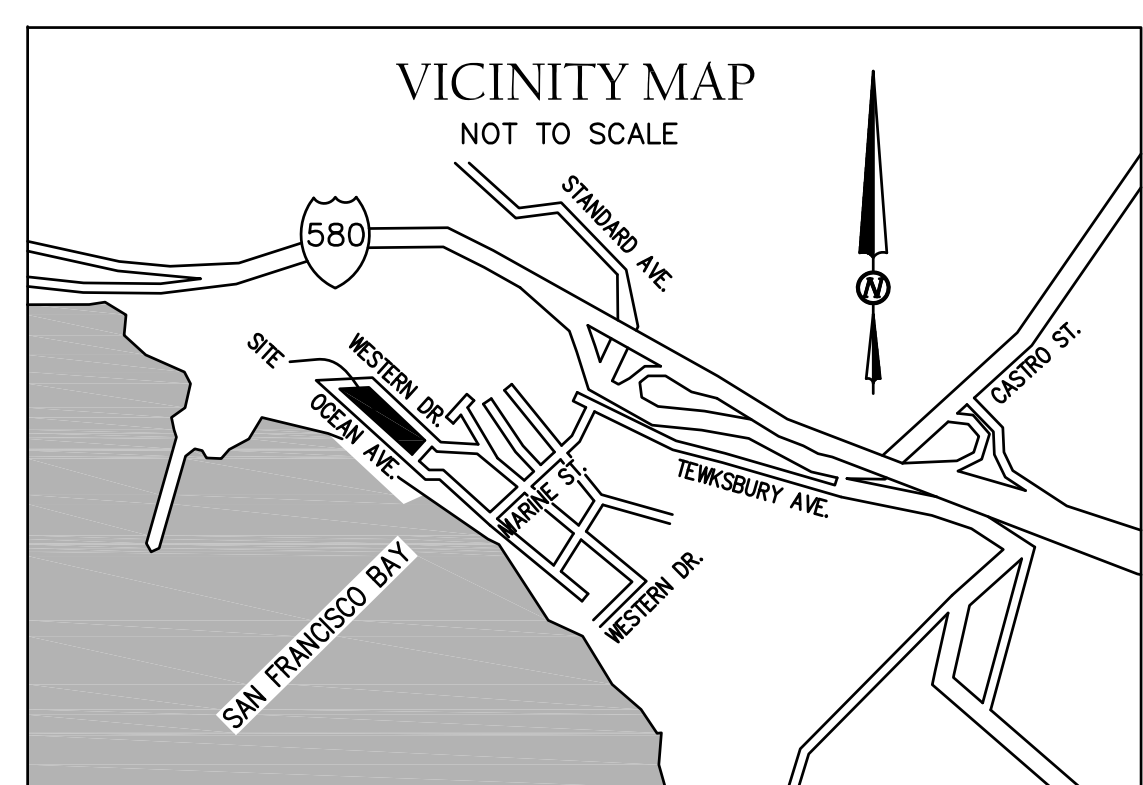 VICINITY MAP
NOT TO SCALE
STANDARD AVE.
580
N
SITE
WESTERN DR.
OCEAN AVE.
CASTRO ST.
MARINE ST.
TEWKSBURY AVE.
SAN FRANCISCO BAY
WESTERN DR.